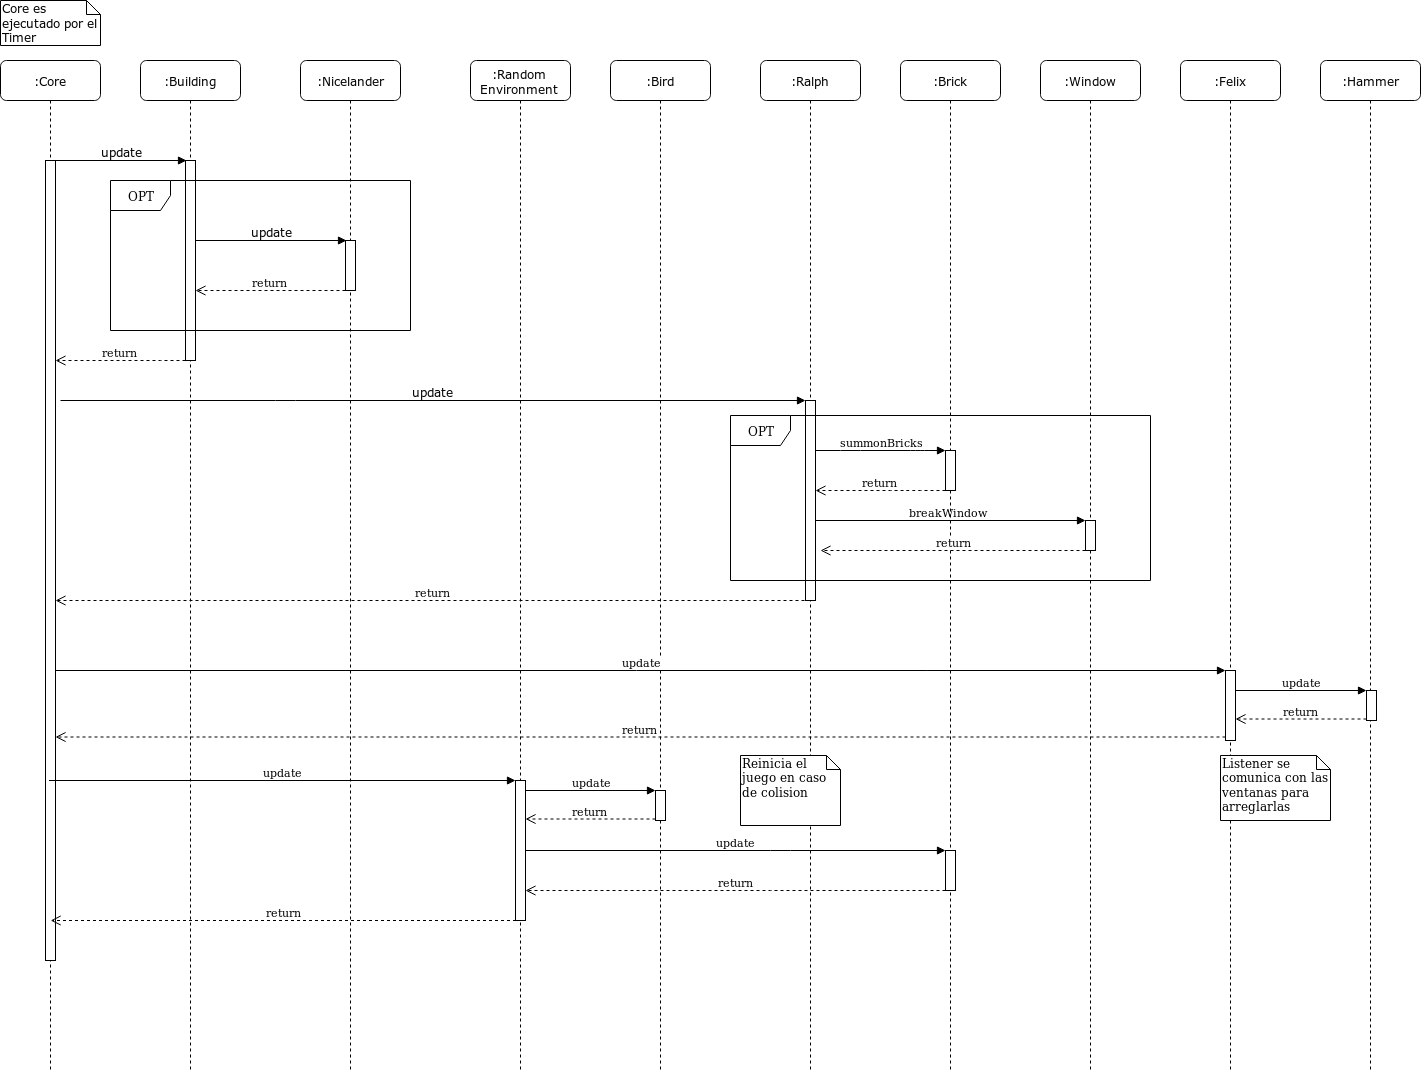 Core es
ejecutado por el
Timer
:Core
:Building
:Nicelander
:Random
Environment
:Bird
:Ralph
:Brick
:Window
:Felix
:Hammer
update
OPT
update
return
return
update
OPT
summonBricks
return
breakWindow
return
return
update
update
return
return
Reinicia el
juego en caso
de colision
Listener se
comunica con las
ventanas para
arreglarlas
update
update
return
update
return
return